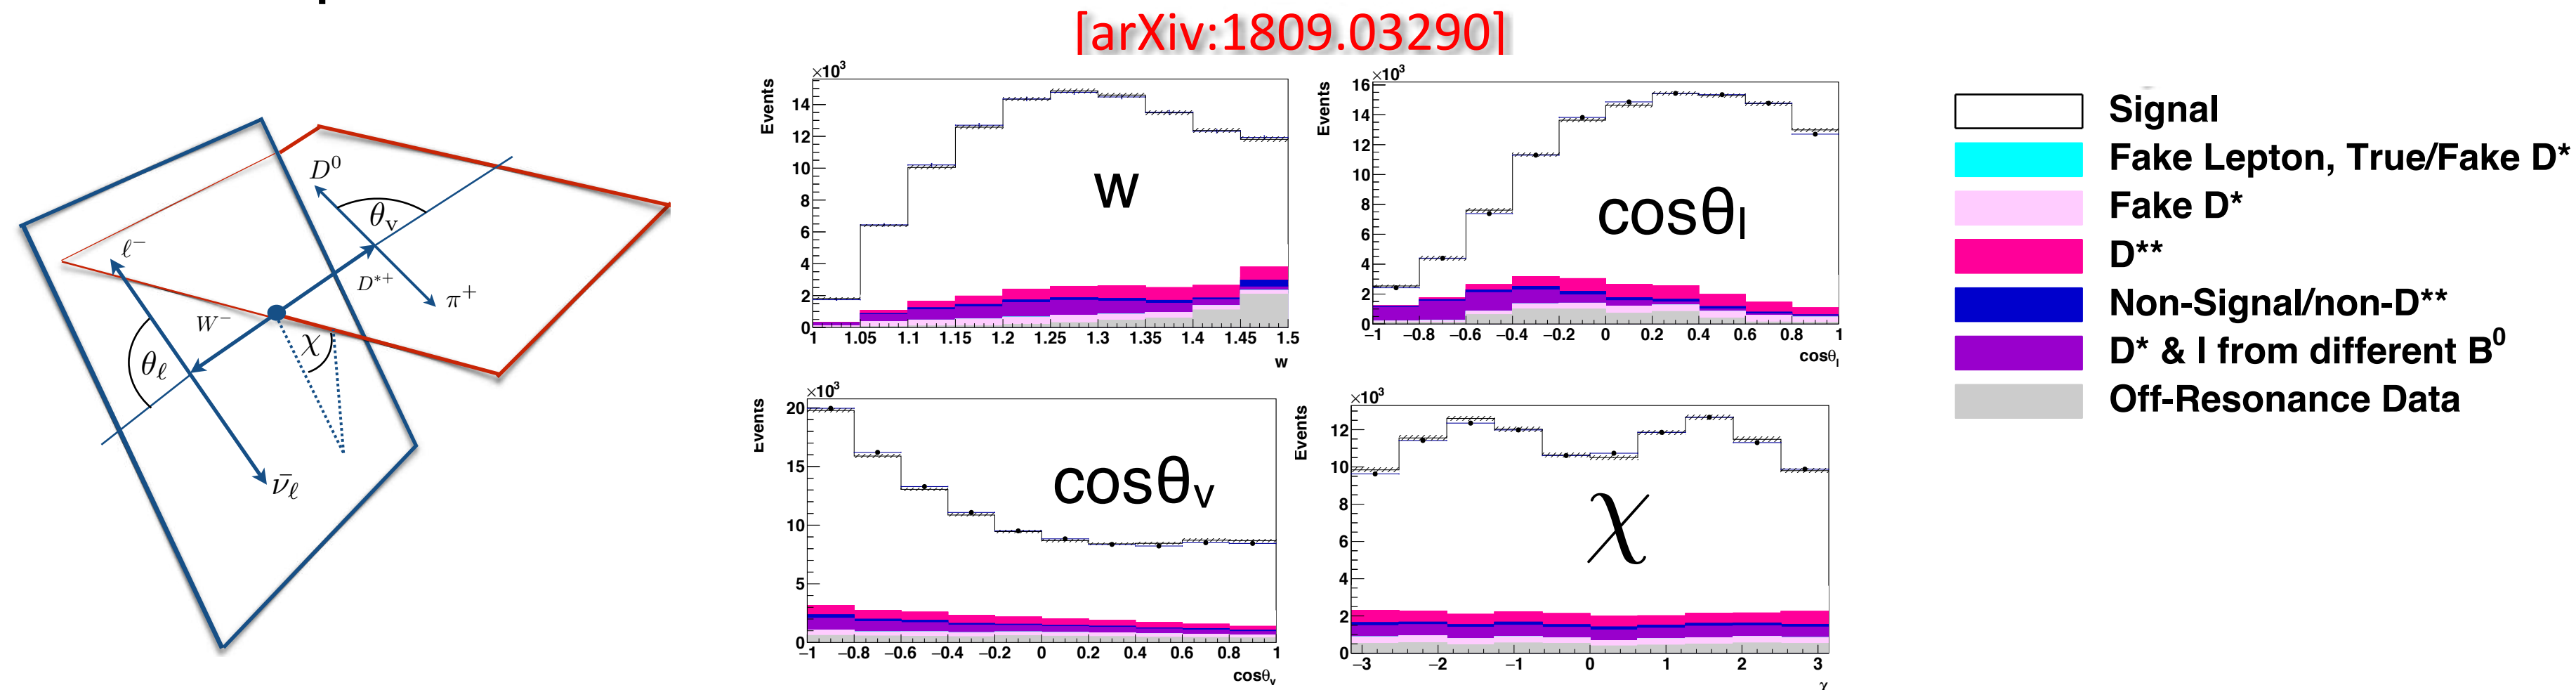 [arXiv:1809.03290]
D⁰
θᵥ
ℓ⁻
D*⁺
π⁺
W⁻
χ
θℓ
ν̄ℓ
×10³
Events
14
12
10
8
6
4
2
0
w
1 1.05 1.1 1.15 1.2 1.25 1.3 1.35 1.4 1.45 1.5
w
×10³
Events
16
14
12
10
8
6
4
2
0
cosθl
−1 −0.8 −0.6 −0.4 −0.2 0 0.2 0.4 0.6 0.8 1
cosθl
×10³
Events
20
15
10
5
0
cosθv
−1 −0.8 −0.6 −0.4 −0.2 0 0.2 0.4 0.6 0.8 1
cosθv
×10³
Events
12
10
8
6
4
2
0
χ
−3 −2 −1 0 1 2 3
χ
Signal
Fake Lepton, True/Fake D*
Fake D*
D**
Non-Signal/non-D**
D* & l from different B⁰
Off-Resonance Data